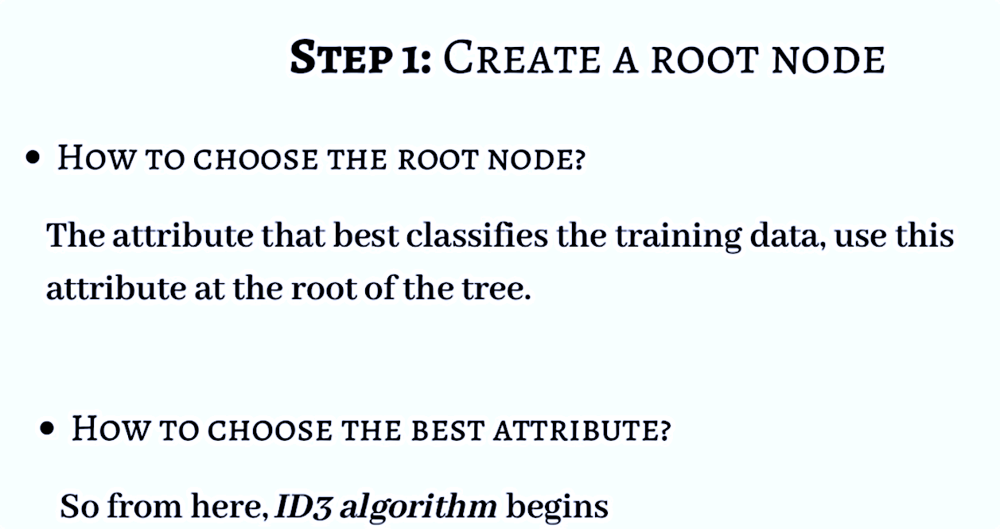 Step 1: Create a root node
• How to choose the root node?
The attribute that best classifies the training data, use this
attribute at the root of the tree.
• How to choose the best attribute?
So from here, ID3 algorithm begins